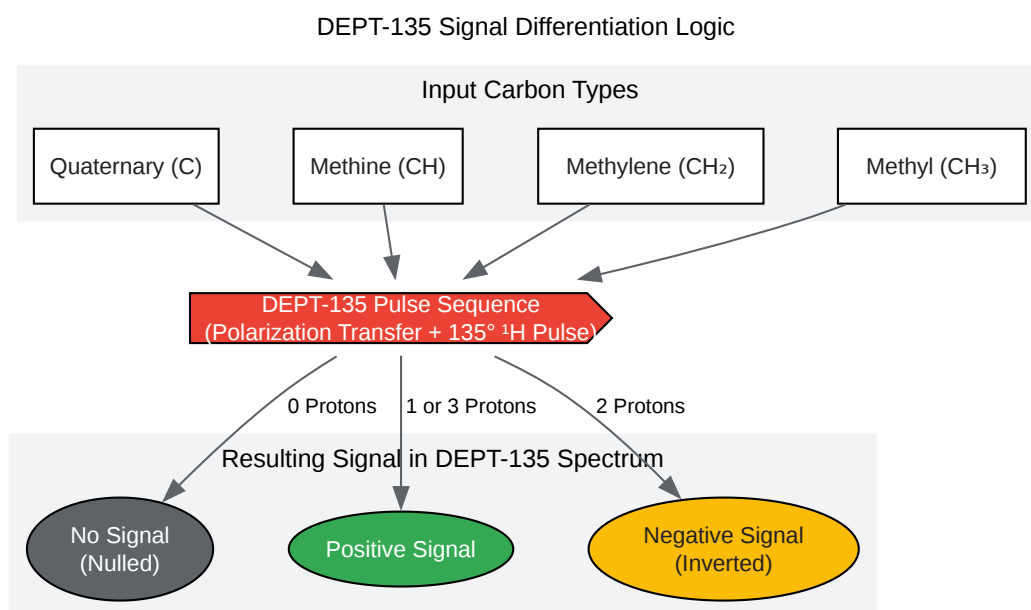 DEPT-135 Signal Differentiation Logic
Input Carbon Types
Quaternary (C)
Methine (CH)
Methylene (CH₂)
Methyl (CH₃)
DEPT-135 Pulse Sequence
(Polarization Transfer + 135° ¹H Pulse)
0 Protons
1 or 3 Protons
2 Protons
Resulting Signal in DEPT-135 Spectrum
No Signal
(Nulled)
Positive Signal
Negative Signal
(Inverted)